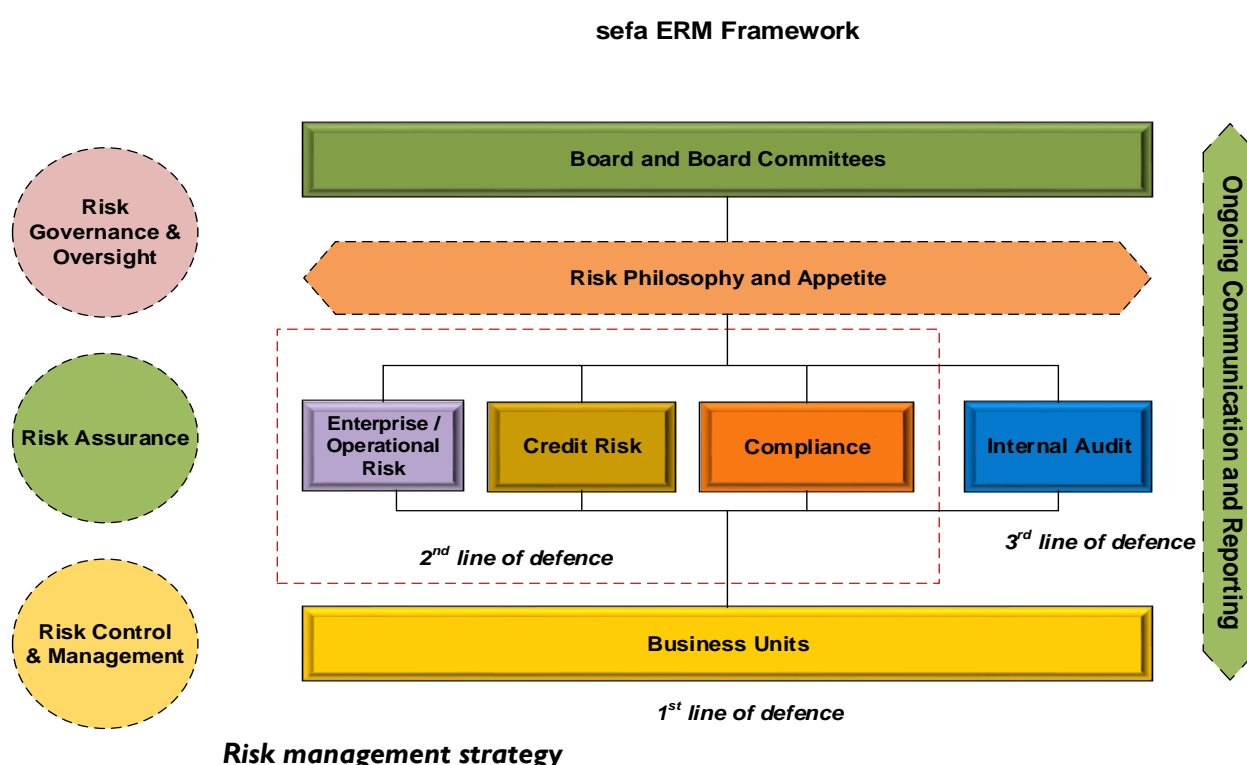 sefa ERM Framework
Board and Board Committees
Risk
Governance &
Oversight
Risk Philosophy and Appetite
Ongoing Communication and Reporting
Risk Assurance
Enterprise /
Operational
Risk
Credit Risk
Compliance
Internal Audit
2nd line of defence
3rd line of defence
Risk Control
& Management
Business Units
1st line of defence
Risk management strategy